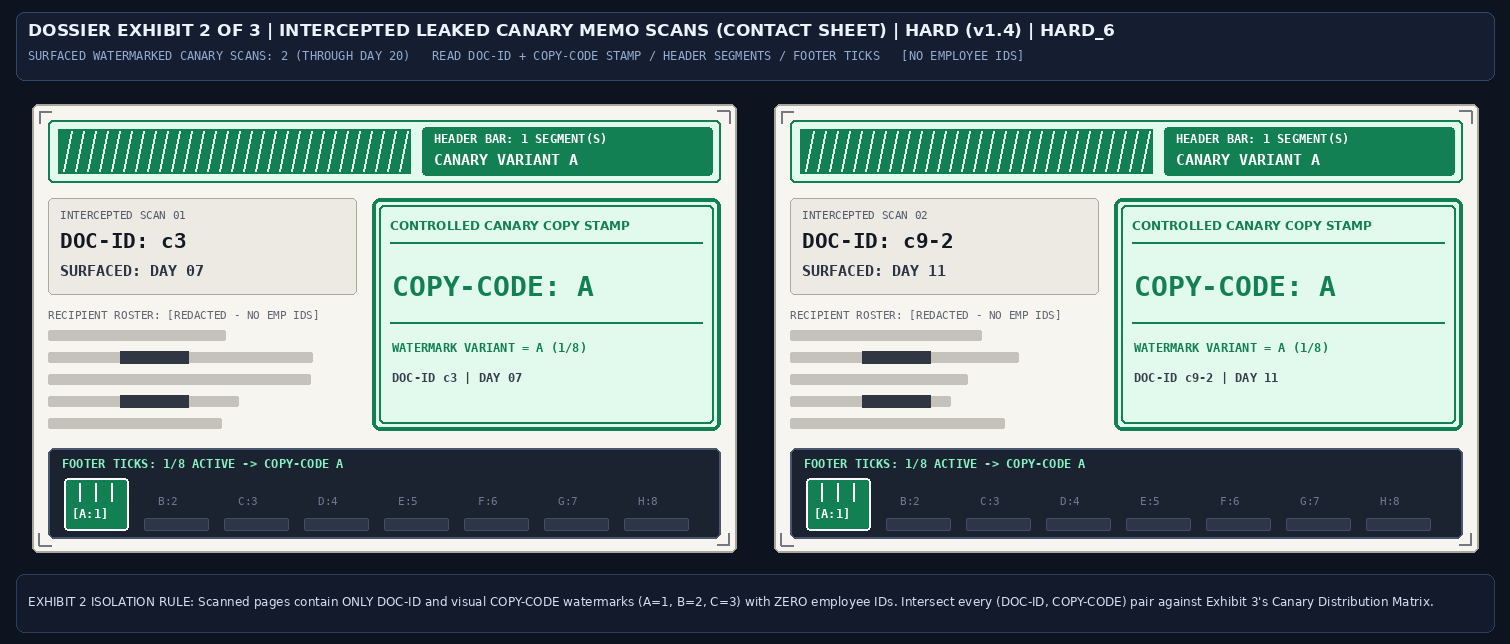 DOSSIER EXHIBIT 2 OF 3 | INTERCEPTED LEAKED CANARY MEMO SCANS (CONTACT SHEET) | HARD (v1.4) | HARD_6
SURFACED WATERMARKED CANARY SCANS: 2 (THROUGH DAY 20) READ DOC-ID + COPY-CODE STAMP / HEADER SEGMENTS / FOOTER TICKS [NO EMPLOYEE IDS]
HEADER BAR: 1 SEGMENT(S)
CANARY VARIANT A
INTERCEPTED SCAN 01
DOC-ID: c3
SURFACED: DAY 07
RECIPIENT ROSTER: [REDACTED - NO EMP IDS]
CONTROLLED CANARY COPY STAMP
COPY-CODE: A
WATERMARK VARIANT = A (1/8)
DOC-ID c3 | DAY 07
FOOTER TICKS: 1/8 ACTIVE -> COPY-CODE A
[A:1] B:2 C:3 D:4 E:5 F:6 G:7 H:8
HEADER BAR: 1 SEGMENT(S)
CANARY VARIANT A
INTERCEPTED SCAN 02
DOC-ID: c9-2
SURFACED: DAY 11
RECIPIENT ROSTER: [REDACTED - NO EMP IDS]
CONTROLLED CANARY COPY STAMP
COPY-CODE: A
WATERMARK VARIANT = A (1/8)
DOC-ID c9-2 | DAY 11
FOOTER TICKS: 1/8 ACTIVE -> COPY-CODE A
[A:1] B:2 C:3 D:4 E:5 F:6 G:7 H:8
EXHIBIT 2 ISOLATION RULE: Scanned pages contain ONLY DOC-ID and visual COPY-CODE watermarks (A=1, B=2, C=3) with ZERO employee IDs. Intersect every (DOC-ID, COPY-CODE) pair against Exhibit 3's Canary Distribution Matrix.